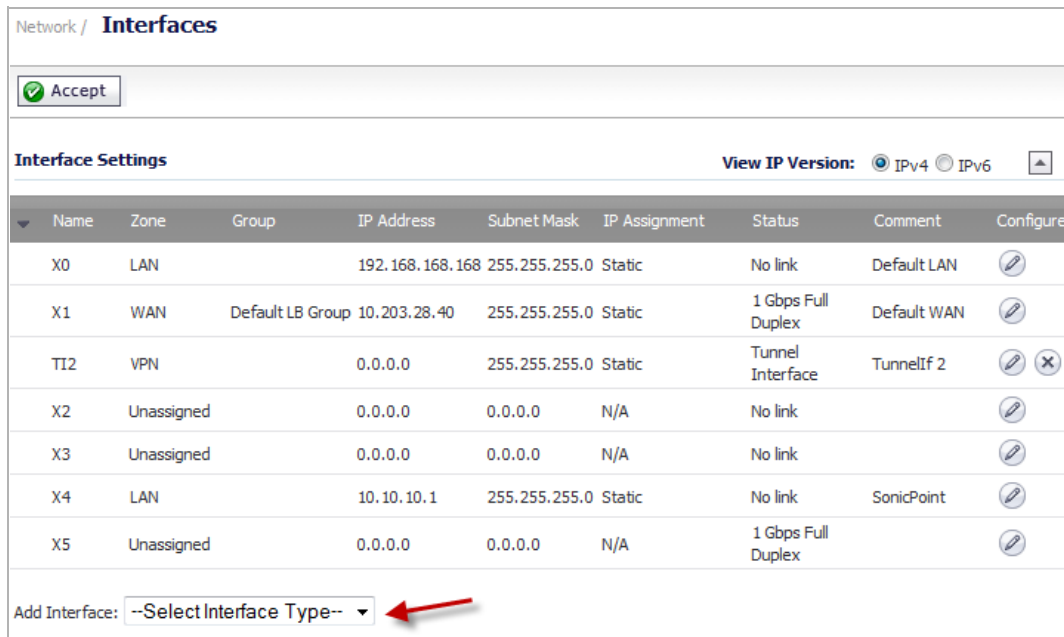 Network / Interfaces
Accept
Interface Settings View IP Version: IPv4 IPv6
Name Zone Group IP Address Subnet Mask IP Assignment Status Comment Configure
X0 LAN 192.168.168.168 255.255.255.0 Static No link Default LAN
X1 WAN Default LB Group 10.203.28.40 255.255.255.0 Static 1 Gbps Full Duplex Default WAN
TI2 VPN 0.0.0.0 255.255.255.0 Static Tunnel Interface TunnelIf 2
X2 Unassigned 0.0.0.0 0.0.0.0 N/A No link
X3 Unassigned 0.0.0.0 0.0.0.0 N/A No link
X4 LAN 10.10.10.1 255.255.255.0 Static No link SonicPoint
X5 Unassigned 0.0.0.0 0.0.0.0 N/A 1 Gbps Full Duplex
Add Interface: --Select Interface Type--